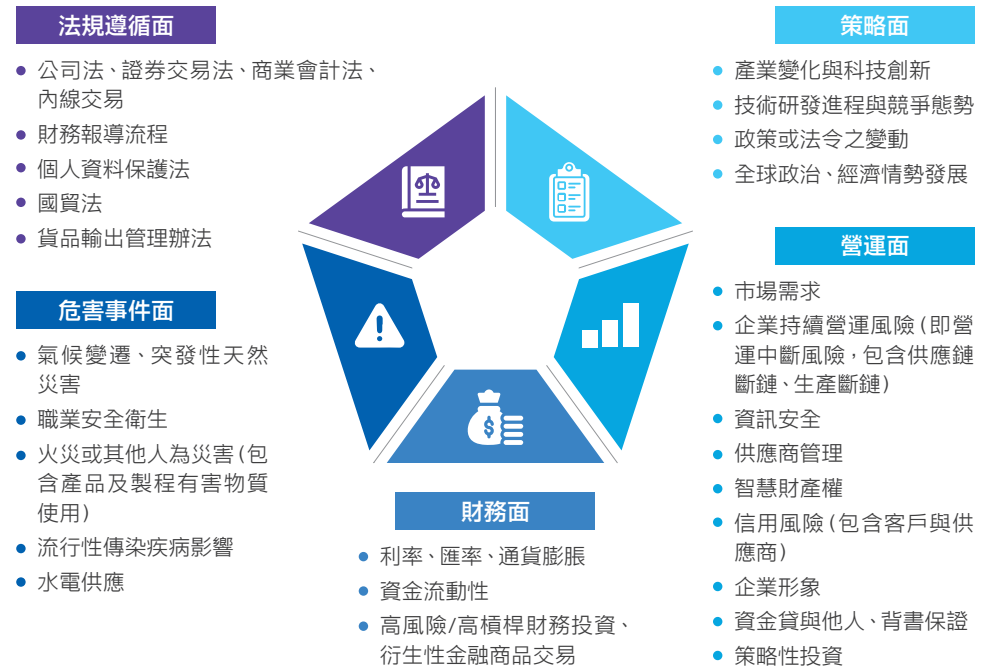 法規遵循面
• 公司法、證券交易法、商業會計法、
內線交易
• 財務報導流程
• 個人資料保護法
• 國貿法
• 貨品輸出管理辦法
危害事件面
• 氣候變遷、突發性天然
災害
• 職業安全衛生
• 火災或其他人為災害(包
含產品及製程有害物質
使用)
• 流行性傳染疾病影響
• 水電供應
財務面
• 利率、匯率、通貨膨脹
• 資金流動性
• 高風險/高槓桿財務投資、
衍生性金融商品交易
策略面
• 產業變化與科技創新
• 技術研發進程與競爭態勢
• 政策或法令之變動
• 全球政治、經濟情勢發展
營運面
• 市場需求
• 企業持續營運風險(即營
運中斷風險，包含供應鏈
斷鏈、生產斷鏈)
• 資訊安全
• 供應商管理
• 智慧財產權
• 信用風險(包含客戶與供
應商)
• 企業形象
• 資金貸與他人、背書保證
• 策略性投資
$